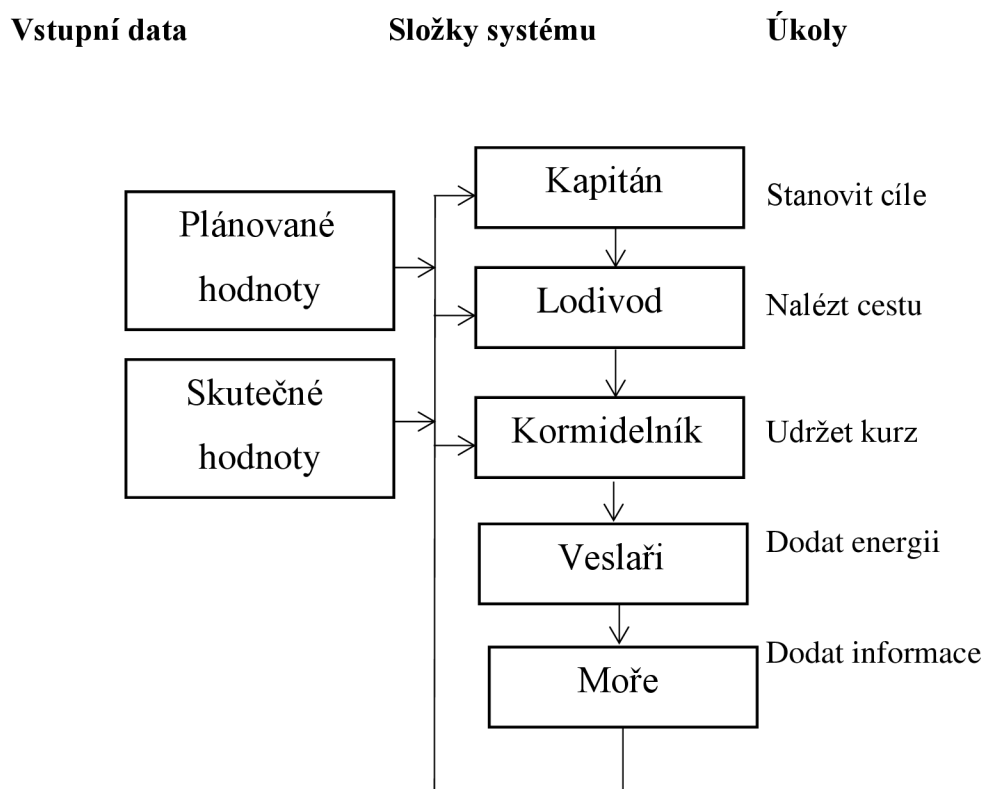 Vstupní data
Složky systému
Úkoly
Kapitán
Stanovit cíle
Plánované
hodnoty
Lodivod
Nalézt cestu
Skutečné
hodnoty
Kormidelník
Udržet kurz
Veslaři
Dodat energii
Moře
Dodat informace